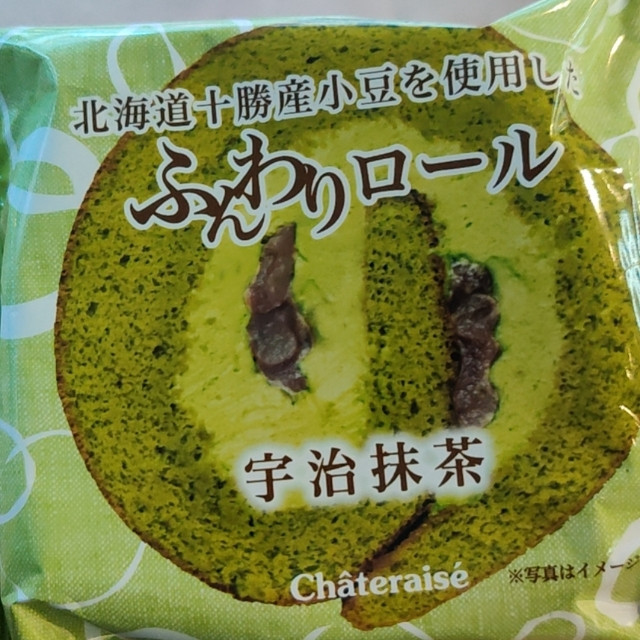 北海道十勝産小豆を使用した
ふんわりロール
宇治抹茶
Châteraisé
※写真はイメージ